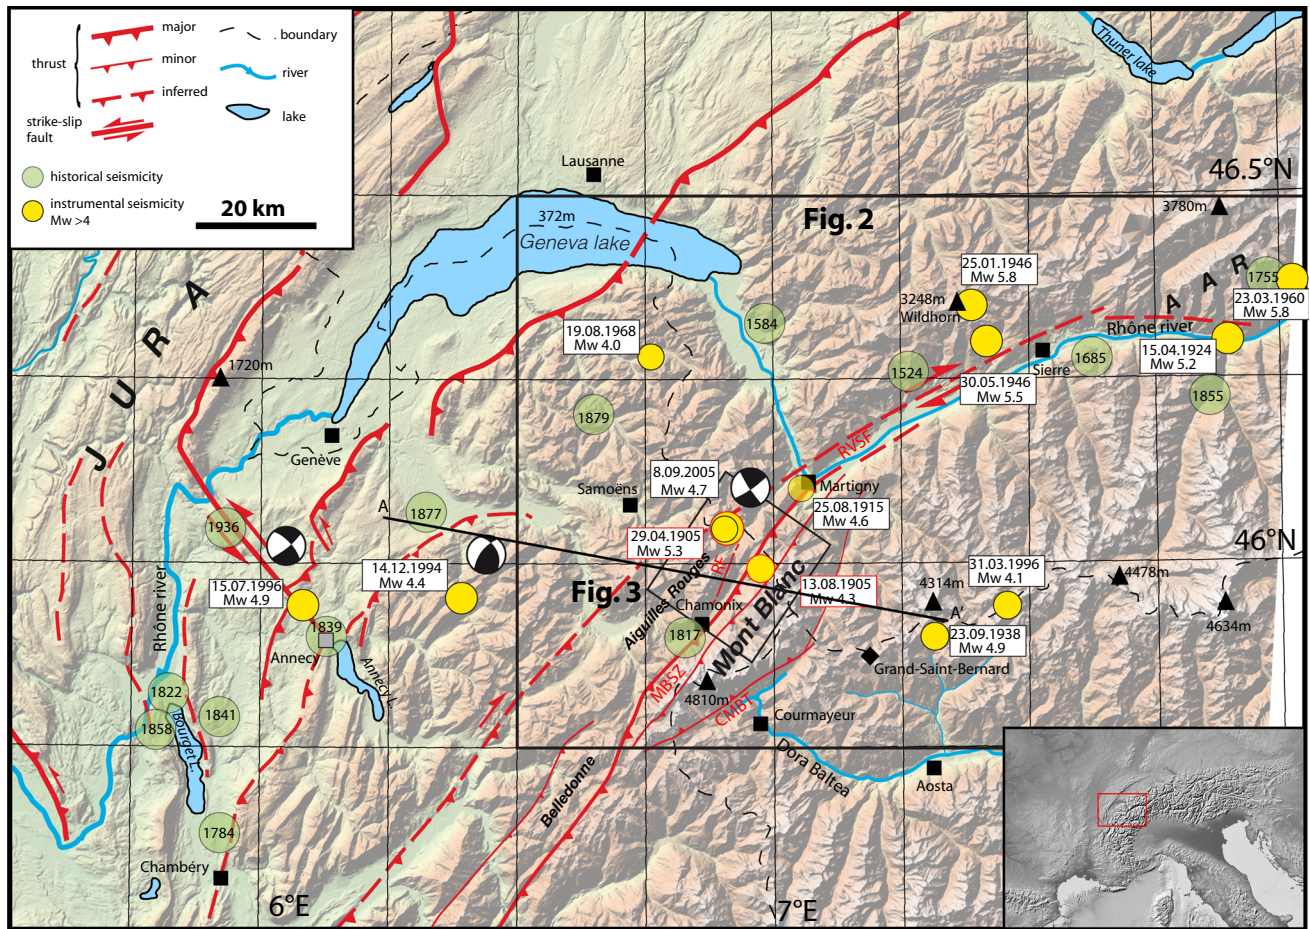 major
thrust
minor
inferred
strike-slip
fault
boundary
river
lake
historical seismicity
instrumental seismicity
Mw >4
20 km
Thuner lake
Lausanne
46.5°N
3780m
372m
Geneva lake
Fig. 2
JURA
AAR
25.01.1946
Mw 5.8
1755
23.03.1960
Mw 5.8
3248m
Wildhorn
1584
19.08.1968
Mw 4.0
Rhône river
15.04.1924
Mw 5.2
1720m
1524
Sierre
1685
30.05.1946
Mw 5.5
1855
1879
Genève
RVSF
8.09.2005
Mw 4.7
Samoëns
Martigny
A
1877
25.08.1915
Mw 4.6
1936
29.04.1905
Mw 5.3
46°N
RF
14.12.1994
Mw 4.4
15.07.1996
Mw 4.9
Fig. 3
Aiguilles Rouges
Mont Blanc
13.08.1905
Mw 4.3
31.03.1996
Mw 4.1
4314m
4478m
4634m
A'
Rhône river
Chamonix
1817
1839
Annecy
Annecy L.
23.09.1938
Mw 4.9
Grand-Saint-Bernard
MBSZ
4810m
CMBT
1822
1841
1858
Bourget L.
Courmayeur
Dora Baltea
Aosta
Belledonne
1784
Chambéry
6°E
7°E